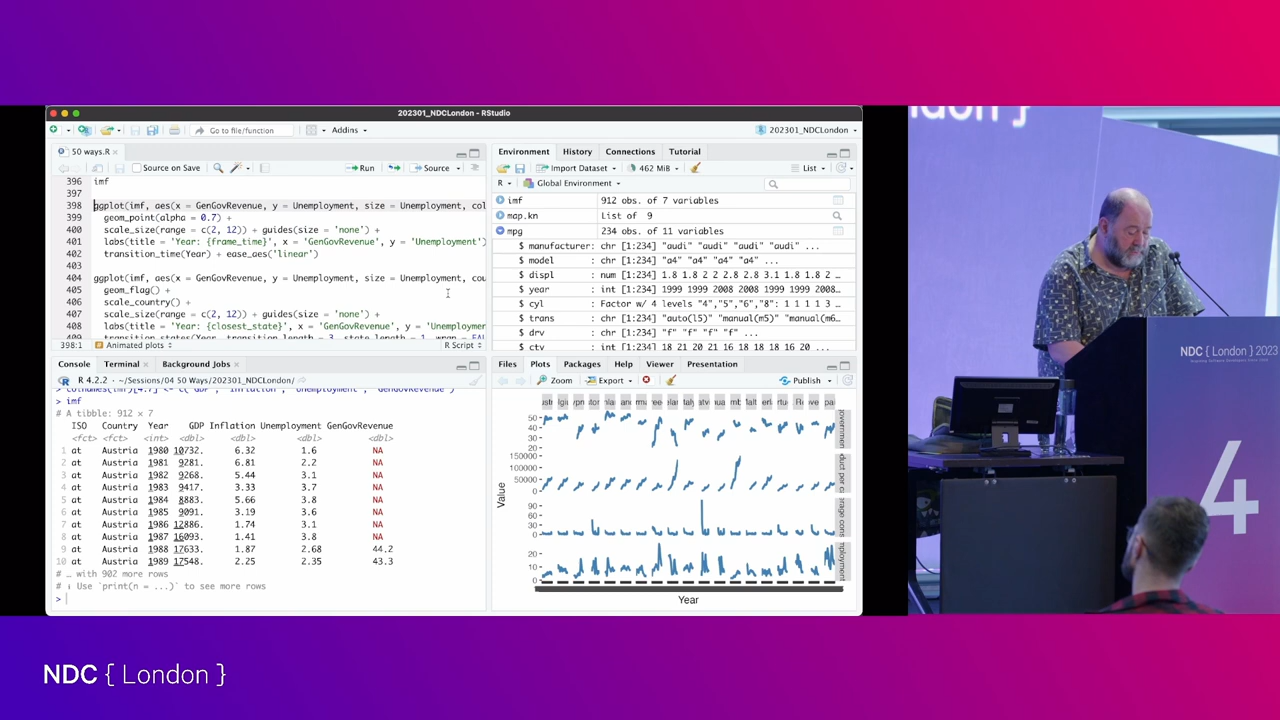 202301_NDCLondon - RStudio
Go to file/function
Addins
202301_NDCLondon
50 ways.R
Source on Save
Run
Source
396 imf
397
398 ggplot(imf, aes(x = GenGovRevenue, y = Unemployment, size = Unemployment, col
399 geom_point(alpha = 0.7) +
400 scale_size(range = c(2, 12)) + guides(size = 'none') +
401 labs(title = 'Year: {frame_time}', x = 'GenGovRevenue', y = 'Unemployment')
402 transition_time(Year) + ease_aes('linear')
403
404 ggplot(imf, aes(x = GenGovRevenue, y = Unemployment, size = Unemployment, cou
405 geom_flag() +
406 scale_country() +
407 scale_size(range = c(2, 12)) + guides(size = 'none') +
408 labs(title = 'Year: {closest_state}', x = 'GenGovRevenue', y = 'Unemploymen
398:1 Animated plots
R Script
Environment History Connections Tutorial
Import Dataset
462 MiB
List
R
Global Environment
imf 912 obs. of 7 variables
map.kn List of 9
mpg 234 obs. of 11 variables
$ manufacturer: chr [1:234] "audi" "audi" "audi" "audi" ...
$ model : chr [1:234] "a4" "a4" "a4" "a4" ...
$ displ : num [1:234] 1.8 1.8 2 2 2.8 2.8 3.1 1.8 1.8 2 …
$ year : int [1:234] 1999 1999 2008 2008 1999 1999 2008…
$ cyl : Factor w/ 4 levels "4","5","6","8": 1 1 1 1 3 …
$ trans : chr [1:234] "auto(l5)" "manual(m5)" "manual(m6…
$ drv : chr [1:234] "f" "f" "f" "f" ...
$ cty : int [1:234] 18 21 20 21 16 18 18 18 16 20 ...
Console Terminal Background Jobs
R 4.2.2 · ~/Sessions/04 50 Ways/202301_NDCLondon/
> imf
# A tibble: 912 × 7
ISO Country Year GDP Inflation Unemployment GenGovRevenue
<fct> <fct> <int> <dbl> <dbl> <dbl> <dbl>
1 at Austria 1980 10732. 6.32 1.6 NA
2 at Austria 1981 9281. 6.81 2.2 NA
3 at Austria 1982 9268. 5.44 3.1 NA
4 at Austria 1983 9417. 3.33 3.7 NA
5 at Austria 1984 8883. 5.66 3.8 NA
6 at Austria 1985 9091. 3.19 3.6 NA
7 at Austria 1986 12886. 1.74 3.1 NA
8 at Austria 1987 16093. 1.41 3.8 NA
9 at Austria 1988 17633. 1.87 2.68 44.2
10 at Austria 1989 17548. 2.25 2.35 43.3
# … with 902 more rows
# ℹ Use `print(n = ...)` to see more rows
>
Files Plots Packages Help Viewer Presentation
Zoom
Export
Publish
50
40
30
20
150000
100000
50000
0
90
60
30
0
20
10
0
Value
Year
NDC { London } 2023
4
NDC { London }